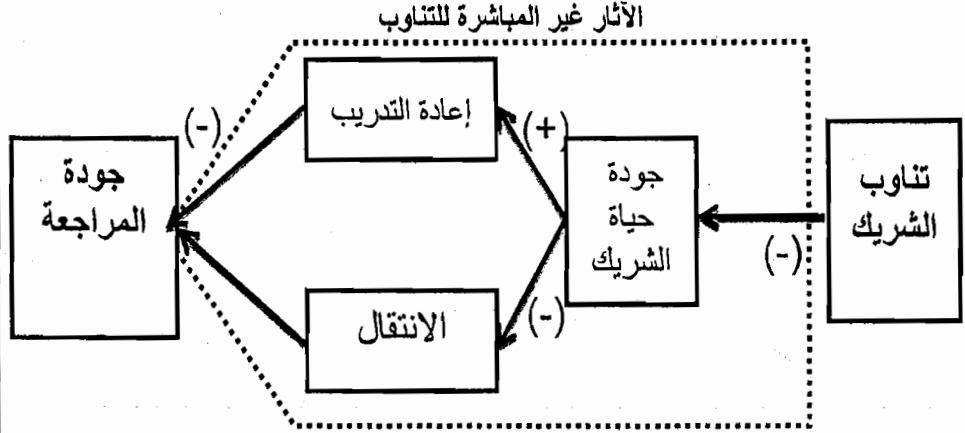 الآثار غير المباشرة للتناوب
تناوب
الشريك
(-)
جودة
حياة
الشريك
(+)
(-)
إعادة التدريب
الانتقال
(-)
جودة
المراجعة